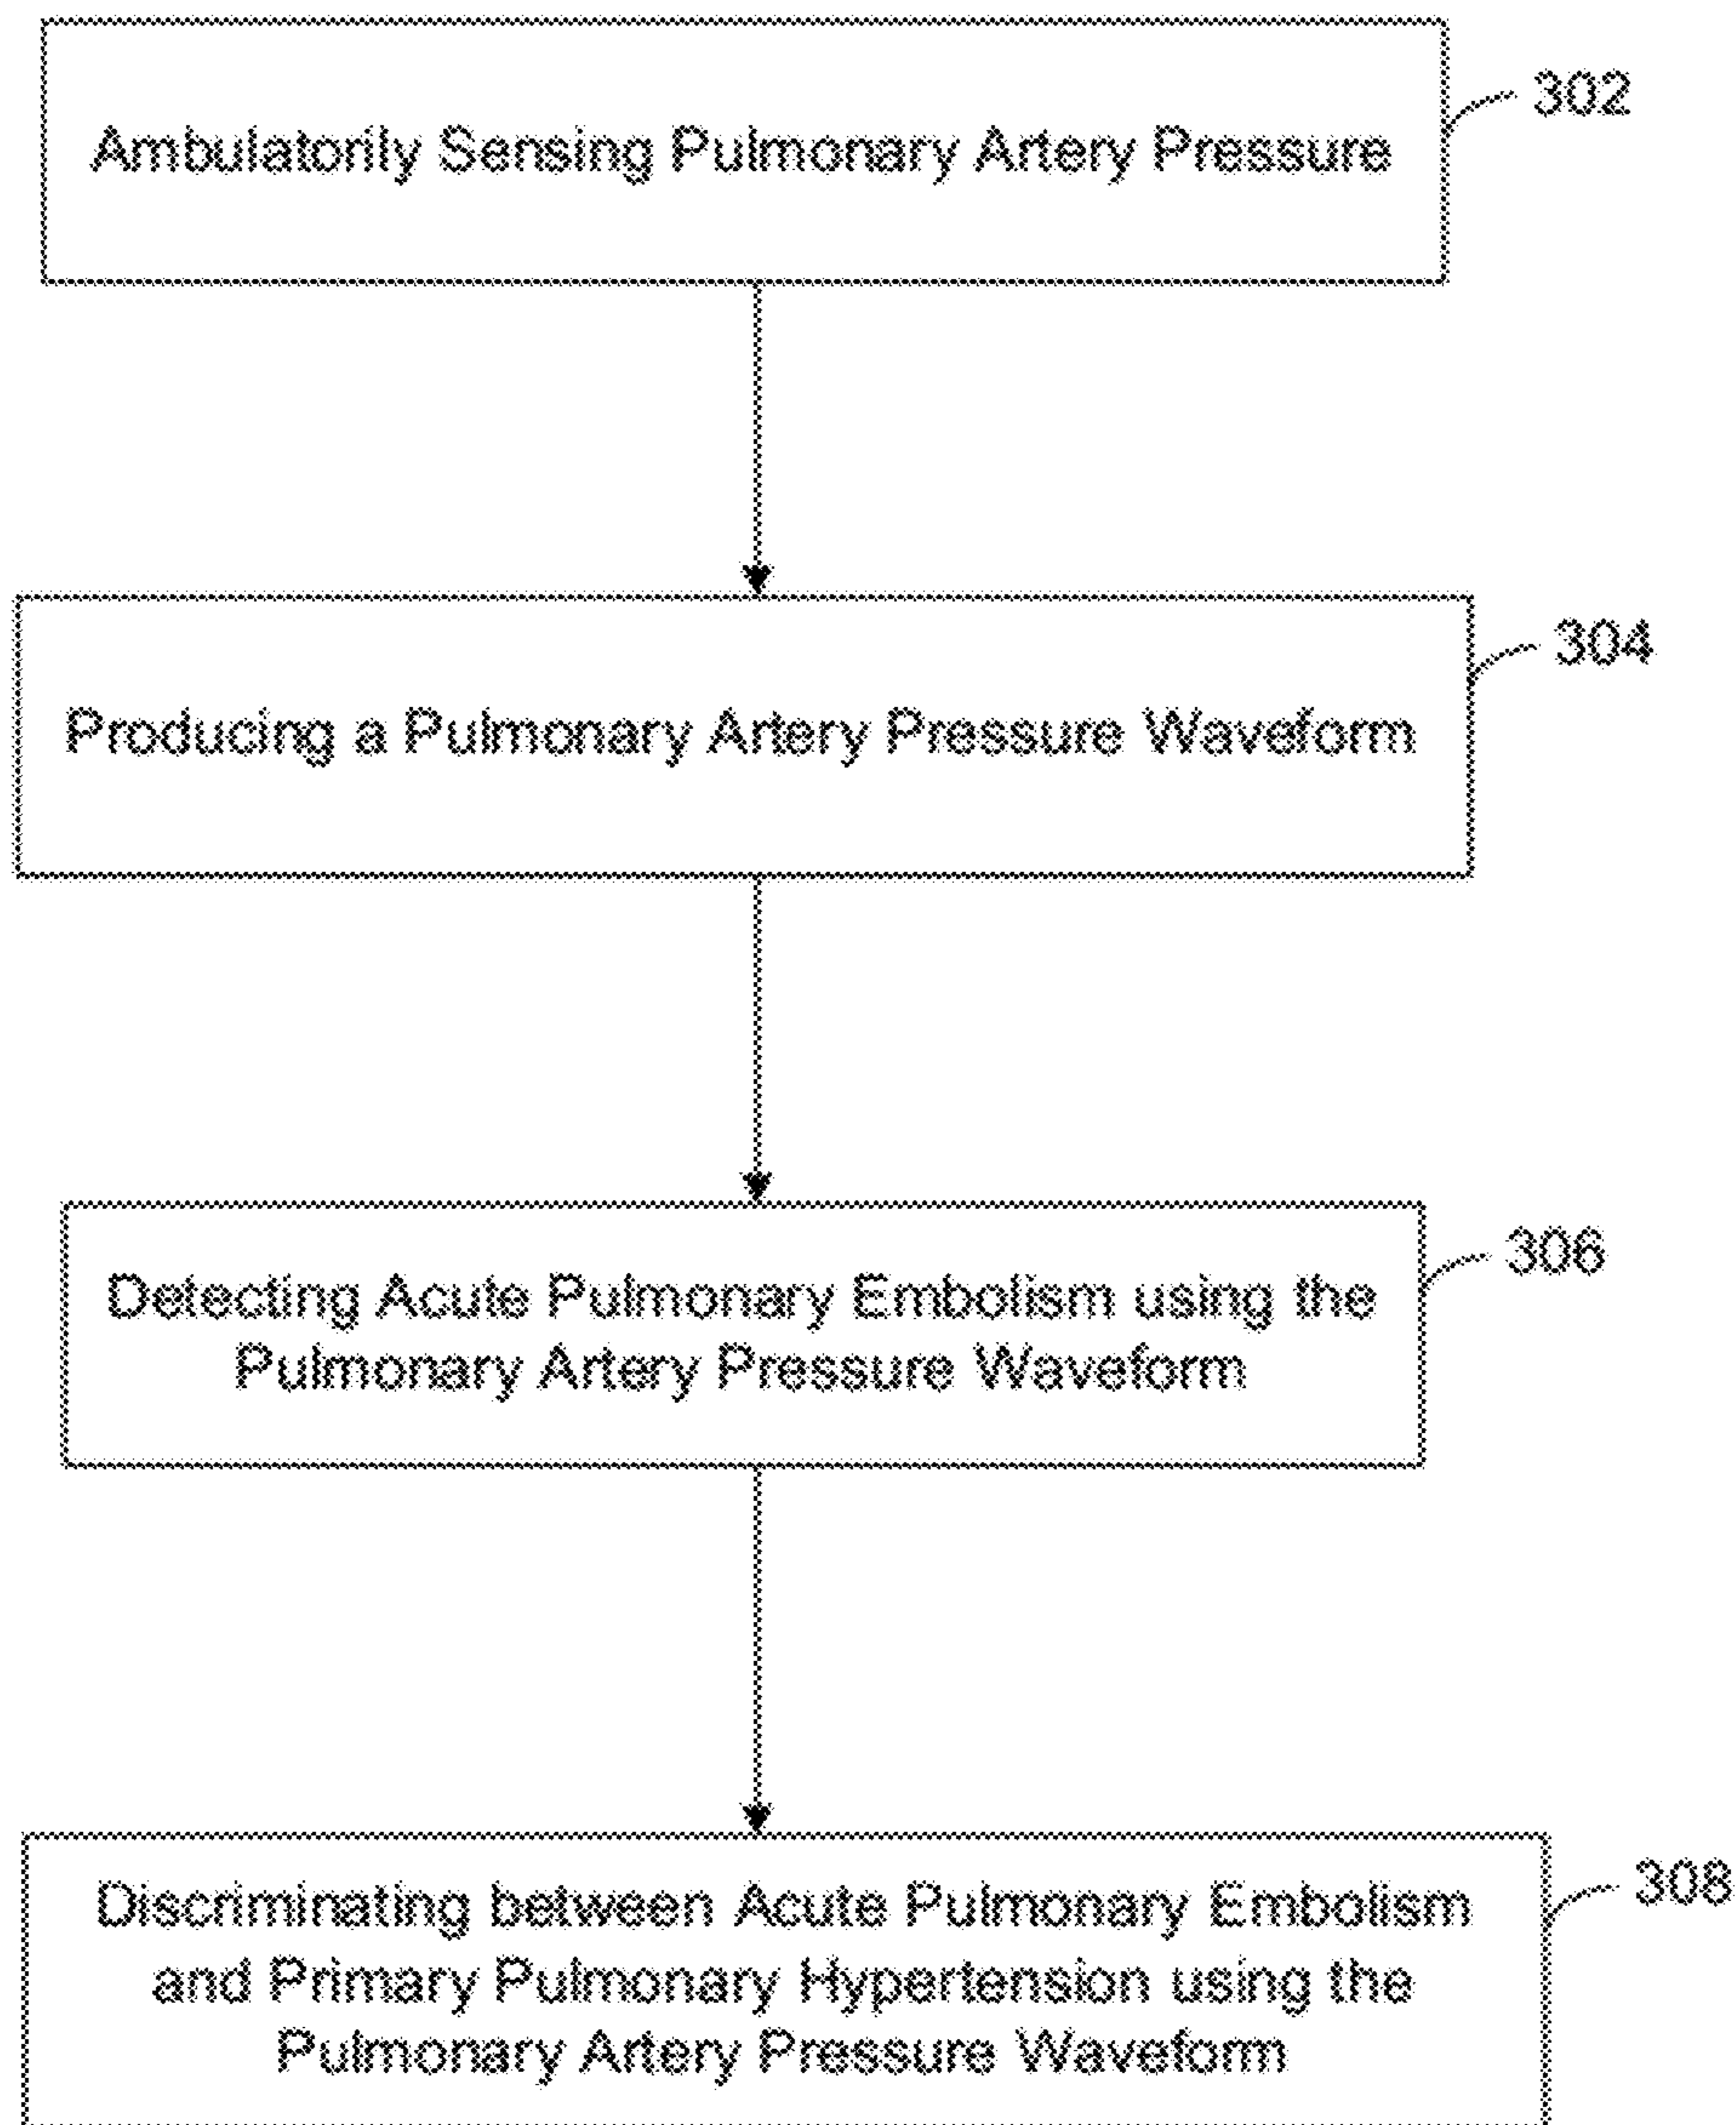 302
Ambulatorily Sensing Pulmonary Artery Pressure
304
Producing a Pulmonary Artery Pressure Waveform
306
Detecting Acute Pulmonary Embolism using the
Pulmonary Artery Pressure Waveform
308
Discriminating between Acute Pulmonary Embolism
and Primary Pulmonary Hypertension using the
Pulmonary Artery Pressure Waveform